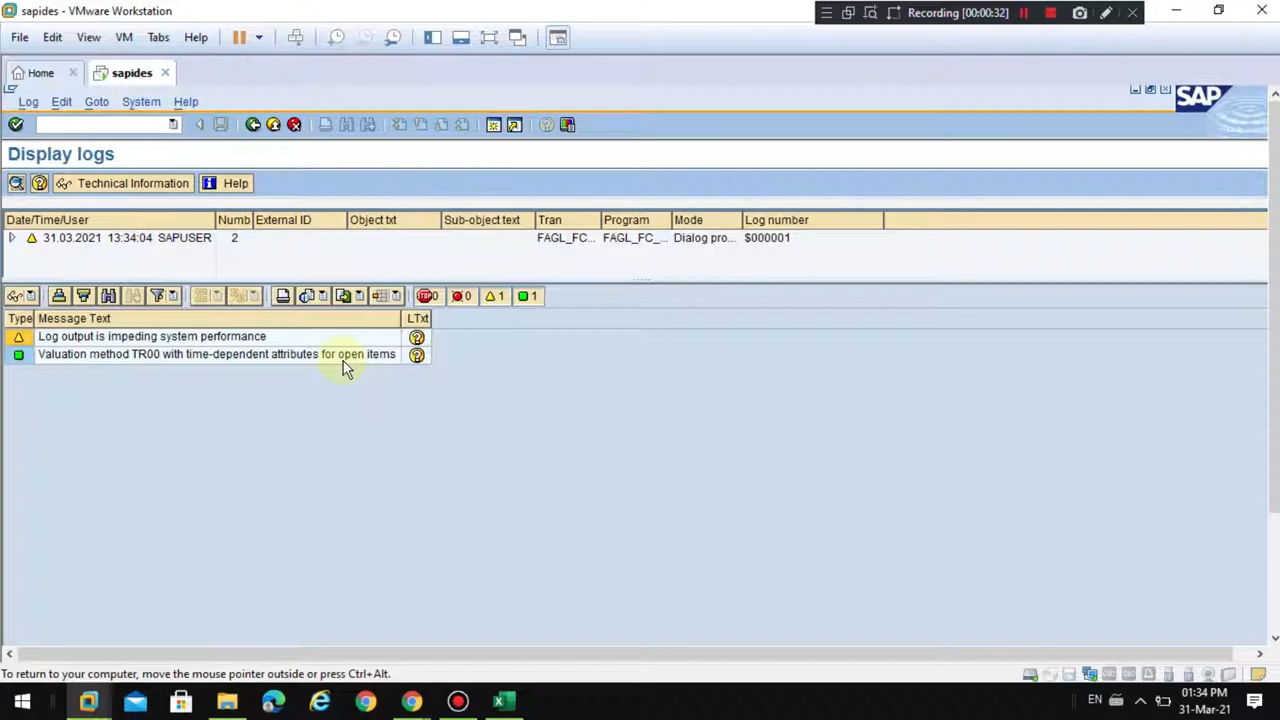 sapides - VMware Workstation
Recording [00:00:32]
File Edit View VM Tabs Help
Home sapides
Log Edit Goto System Help
SAP
Display logs
Technical Information Help
Date/Time/User Numb External ID Object txt Sub-object text Tran Program Mode Log number
31.03.2021 13:34:04 SAPUSER 2 FAGL_FC... FAGL_FC_... Dialog pro... $000001
STOP 0 0 1 1
Type Message Text LTxt
Log output is impeding system performance
Valuation method TR00 with time-dependent attributes for open items
To return to your computer, move the mouse pointer outside or press Ctrl+Alt.
EN 01:34 PM
31-Mar-21